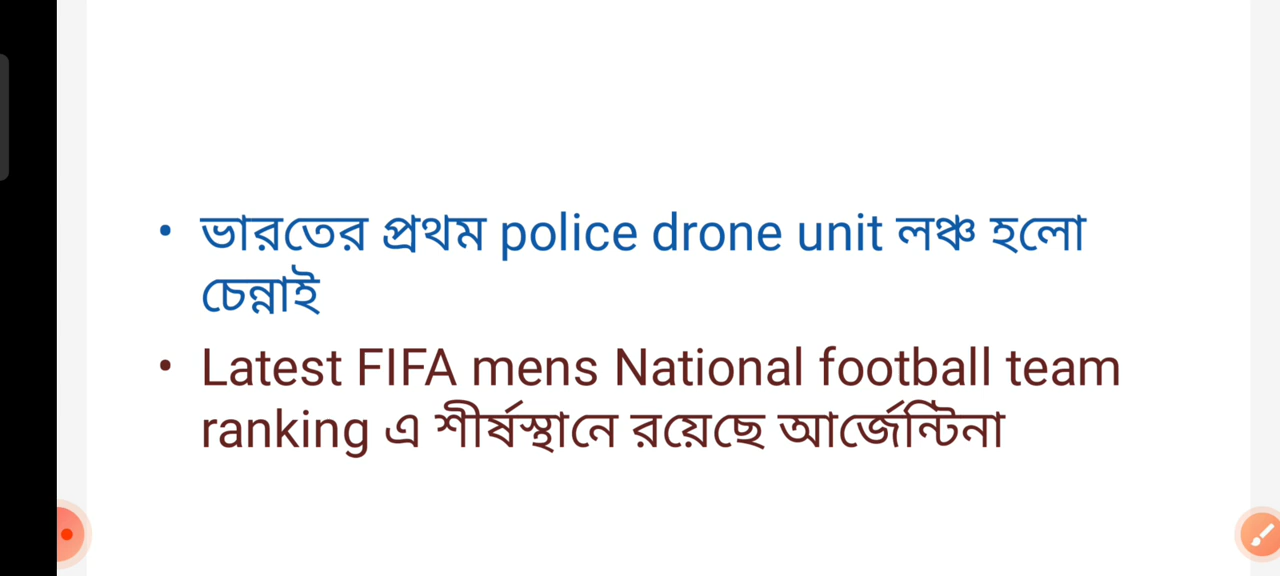 • ভারতের প্রথম police drone unit লঞ্চ হলো
চেন্নাই
• Latest FIFA mens National football team
ranking এ শীর্ষস্থানে রয়েছে আর্জেন্টিনা